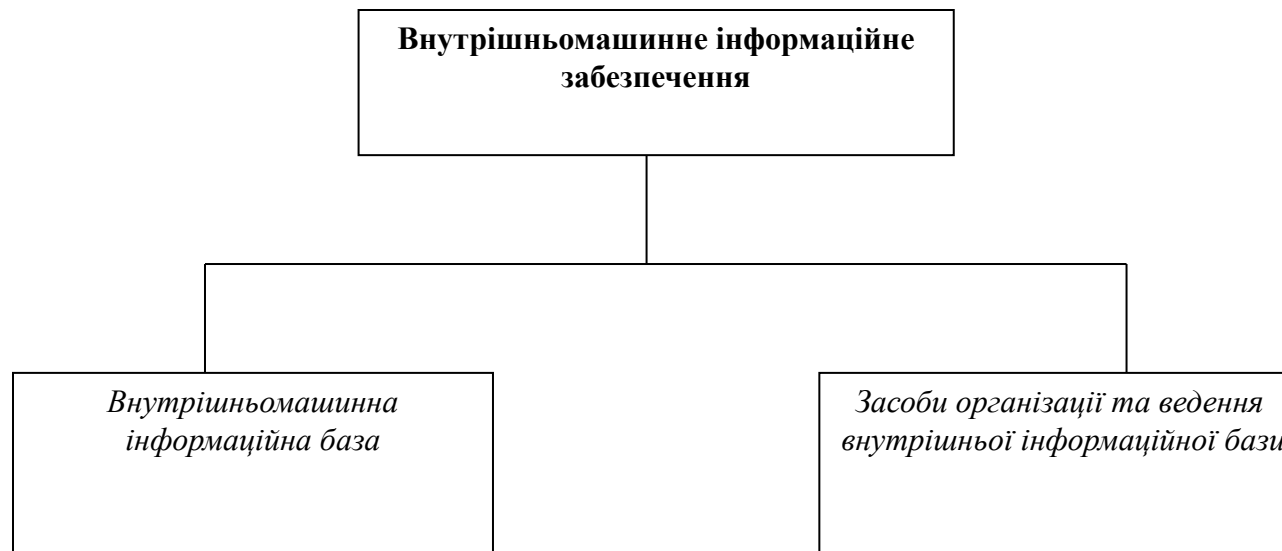 Внутрішньомашинне інформаційне
забезпечення
Внутрішньомашинна
інформаційна база
Засоби організації та ведення
внутрішньої інформаційної бази